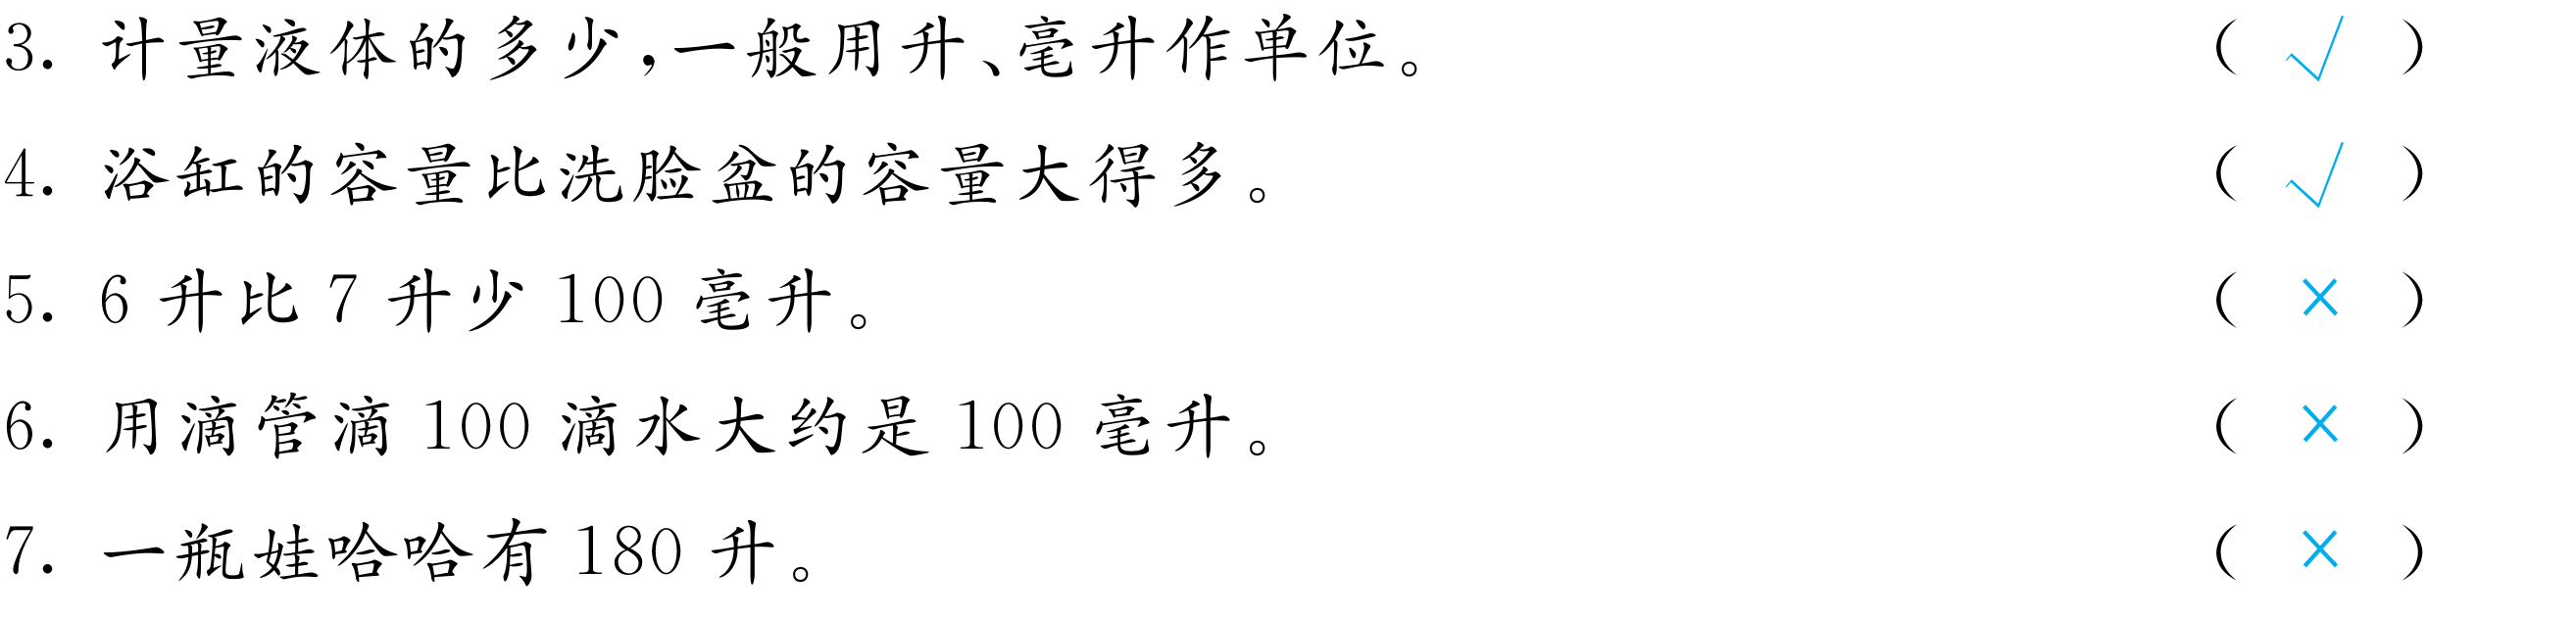 3. 计量液体的多少,一般用升、毫升作单位。 ( √ )
4. 浴缸的容量比洗脸盆的容量大得多。 ( √ )
5. 6 升比 7 升少 100 毫升。 ( × )
6. 用滴管滴 100 滴水大约是 100 毫升。 ( × )
7. 一瓶娃哈哈有 180 升。 ( × )